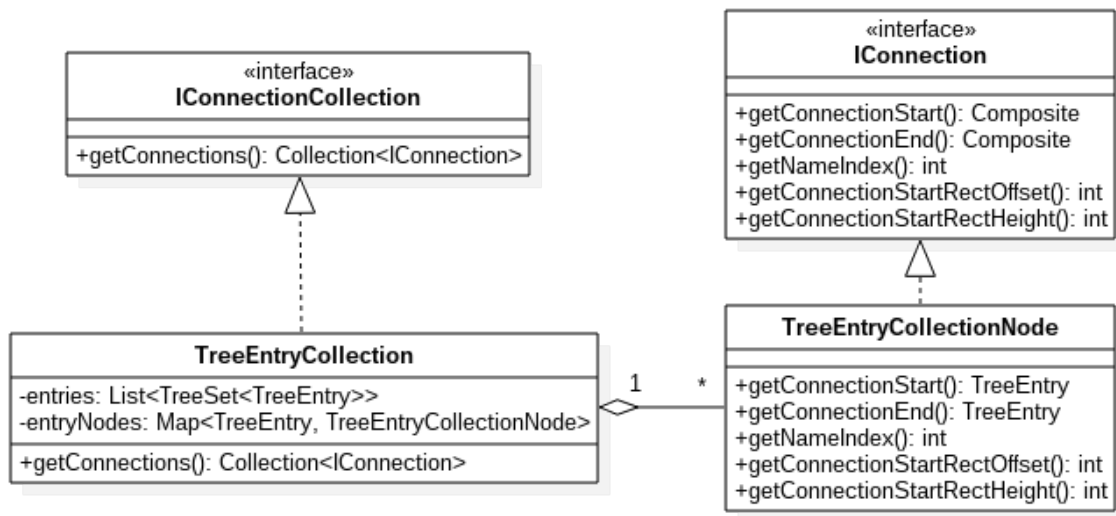 «interface»
IConnectionCollection
+getConnections(): Collection<IConnection>
«interface»
IConnection
+getConnectionStart(): Composite
+getConnectionEnd(): Composite
+getNameIndex(): int
+getConnectionStartRectOffset(): int
+getConnectionStartRectHeight(): int
TreeEntryCollection
-entries: List<TreeSet<TreeEntry>>
-entryNodes: Map<TreeEntry, TreeEntryCollectionNode>
+getConnections(): Collection<IConnection>
1
*
TreeEntryCollectionNode
+getConnectionStart(): TreeEntry
+getConnectionEnd(): TreeEntry
+getNameIndex(): int
+getConnectionStartRectOffset(): int
+getConnectionStartRectHeight(): int